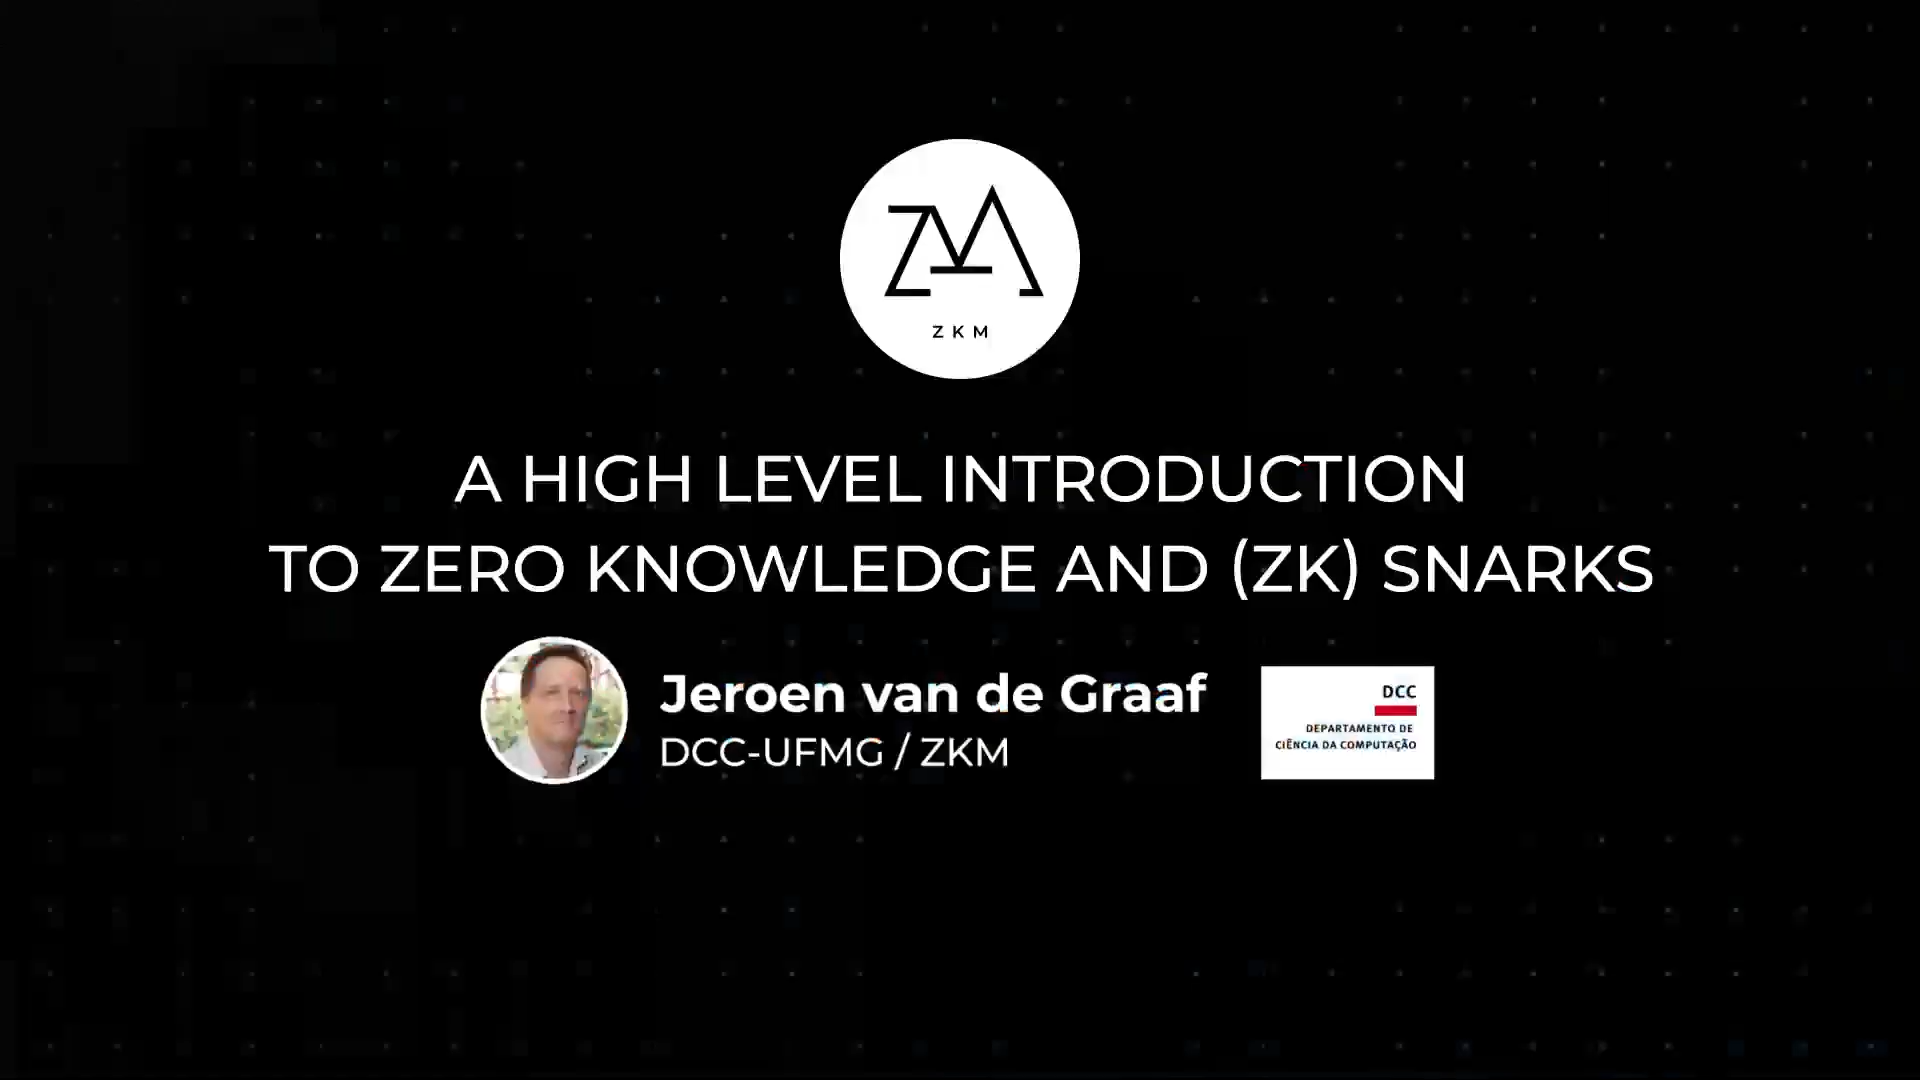 ZKM
A HIGH LEVEL INTRODUCTION
TO ZERO KNOWLEDGE AND (ZK) SNARKS
Jeroen van de Graaf
DCC-UFMG / ZKM
DCC
DEPARTAMENTO DE
CIÊNCIA DA COMPUTAÇÃO